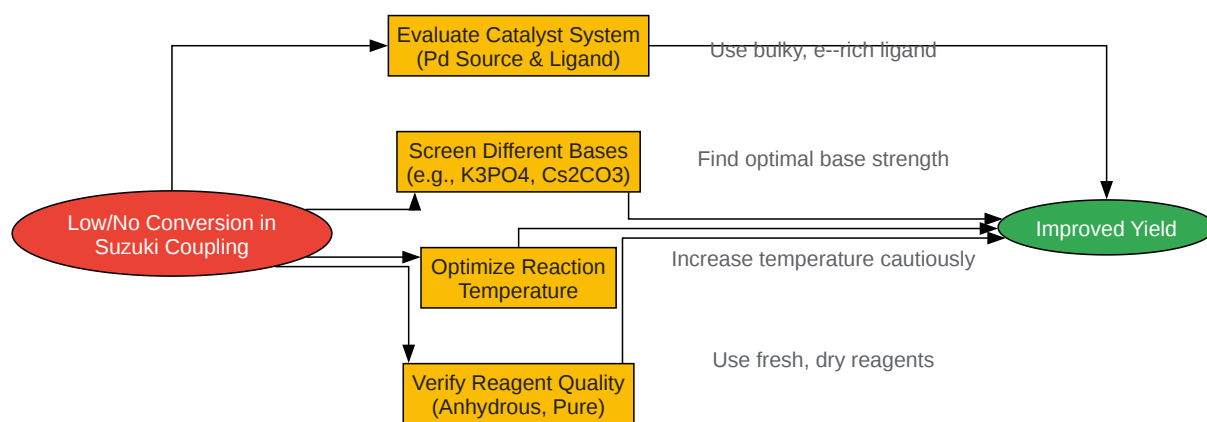 Evaluate Catalyst System
(Pd Source & Ligand)
Use bulky, e--rich ligand
Screen Different Bases
(e.g., K3PO4, Cs2CO3)
Find optimal base strength
Low/No Conversion in
Suzuki Coupling
Improved Yield
Optimize Reaction
Temperature
Increase temperature cautiously
Verify Reagent Quality
(Anhydrous, Pure)
Use fresh, dry reagents